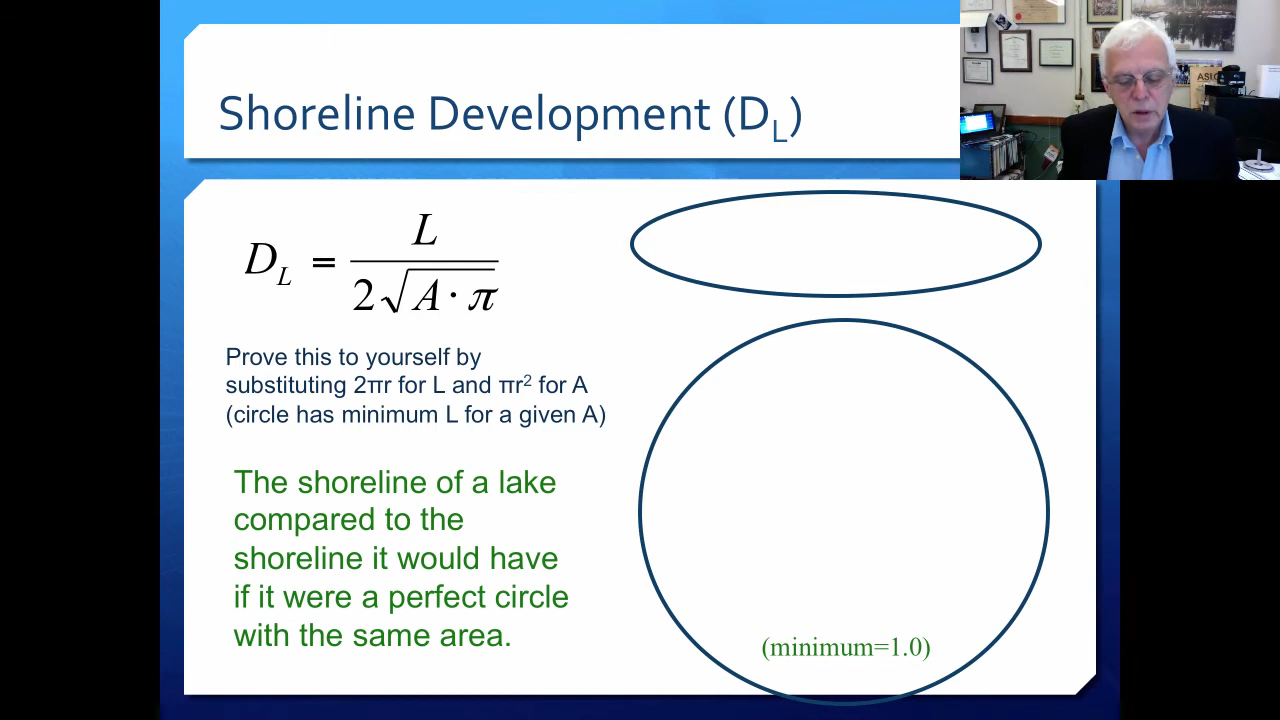 Shoreline Development (D_L)
D_L = L / (2√(A · π))
Prove this to yourself by
substituting 2πr for L and πr² for A
(circle has minimum L for a given A)
The shoreline of a lake
compared to the
shoreline it would have
if it were a perfect circle
with the same area.
(minimum=1.0)